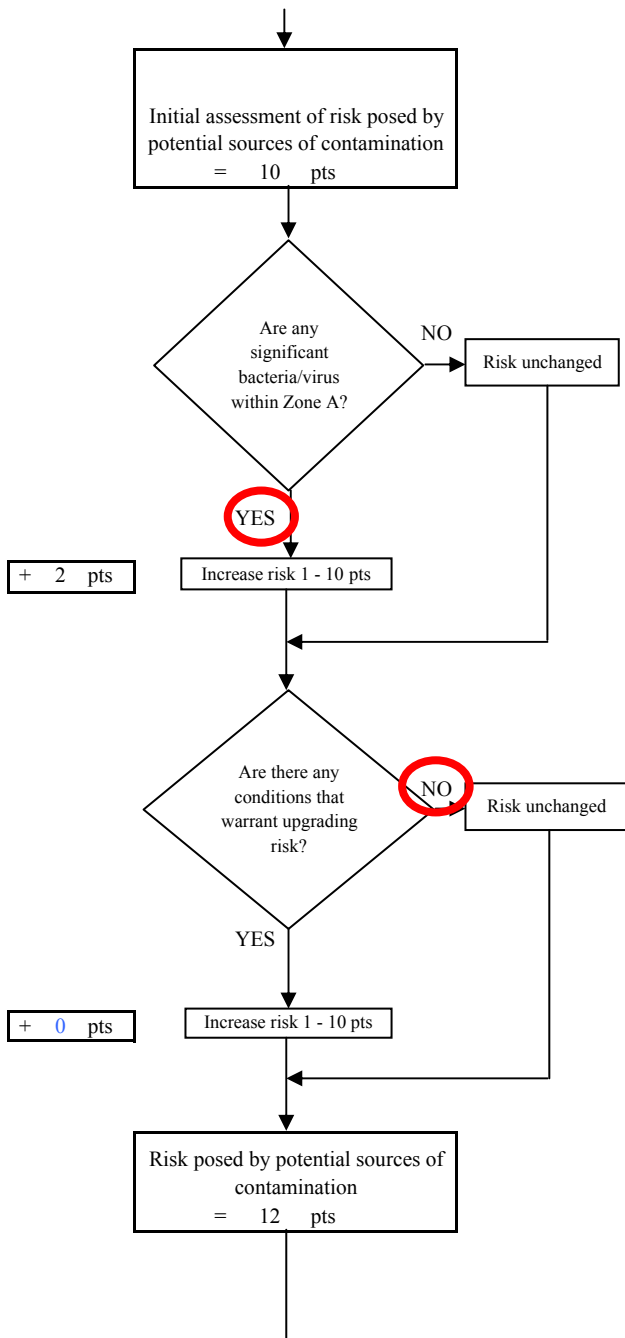 Initial assessment of risk posed by
potential sources of contamination
= 10 pts
Are any
significant
bacteria/virus
within Zone A?
NO
Risk unchanged
YES
+ 2 pts
Increase risk 1 - 10 pts
Are there any
conditions that
warrant upgrading
risk?
NO
Risk unchanged
YES
+ 0 pts
Increase risk 1 - 10 pts
Risk posed by potential sources of
contamination
= 12 pts